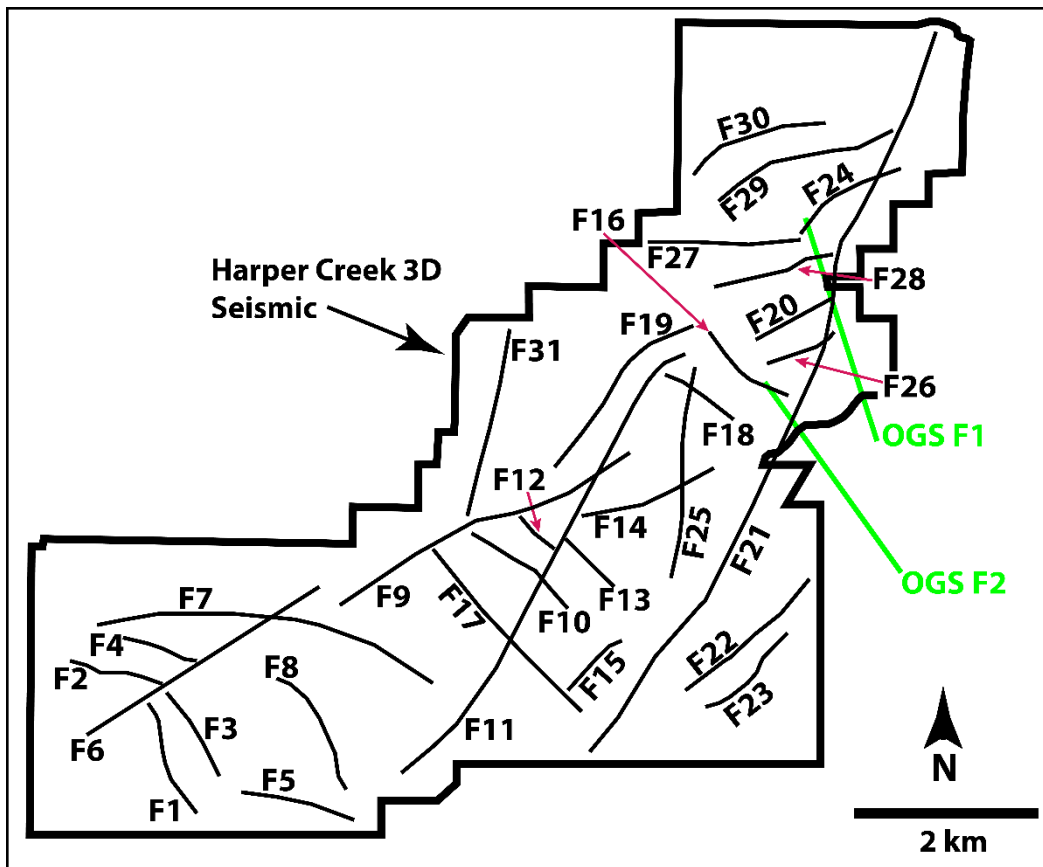 F30
F29
F24
F16
F27
F28
Harper Creek 3D
Seismic
F20
F19
F31
F26
F18
OGS F1
F12
F14
F25
F21
OGS F2
F9
F17
F10
F13
F7
F4
F2
F8
F15
F22
F23
F6
F3
F11
F1
F5
N
2 km